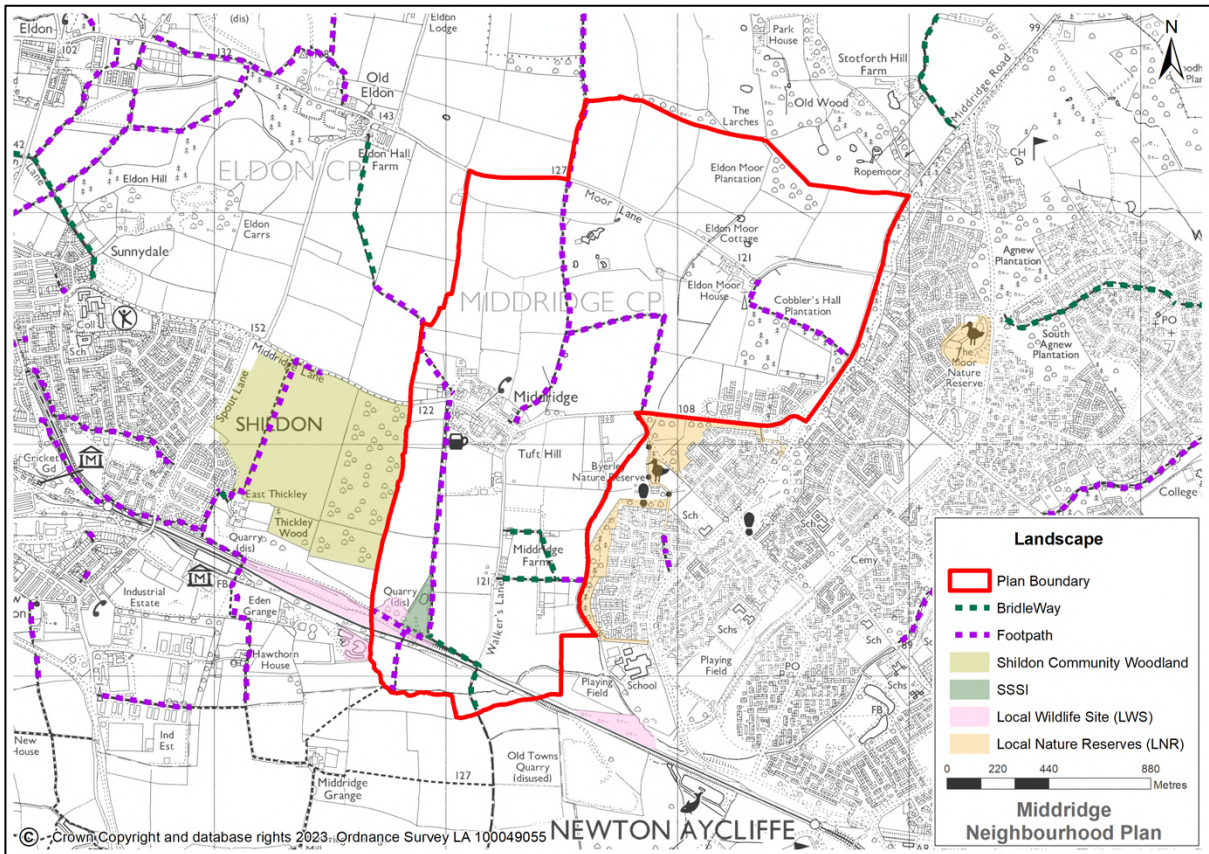 (dis)
Eldon
102
132
Eldon
Lodge
Old
Eldon
143
Eldon Hall
Farm
ELDON CP
Eldon Hill
Eldon
Carrs
Sunnydale
Coll
Sch
152
Middridge Lane
Spout Lane
SHILDON
122
Cricket
Gd
East Thickley
Thickley
Wood
Quarry
(dis)
Industrial
Estate
FB
Eden
Grange
Hawthorn
House
Ind
Est
New
House
Middridge
Grange
127
Moor Lane
MIDDRIDGE CP
Middridge
Tuft Hill
Middridge
Farm
121
Walker's Lane
Quarry
(dis)
Old Towns
Quarry
(disused)
127
The
Larches
Eldon Moor
Plantation
Eldon Moor
Cottage
121
Eldon Moor
House
Cobbler's Hall
Plantation
108
Byerley
Nature Reserve
Park
House
Stotforth Hill
Farm
Old Wood
Ropemoor
Middridge Road
99
CH
N
Agnew
Plantation
The
Moor Nature
Reserve
South
Agnew
Plantation
PO
Sch
Sch
Cemy
College
Schs
Playing
Field
PO
Sch
89
Schs
FB
Playing
Field
School
NEWTON AYCLIFFE
Landscape
Plan Boundary
BridleWay
Footpath
Shildon Community Woodland
SSSI
Local Wildlife Site (LWS)
Local Nature Reserves (LNR)
0 220 440 880
Metres
Middridge
Neighbourhood Plan
© Crown Copyright and database rights 2023. Ordnance Survey LA 100049055